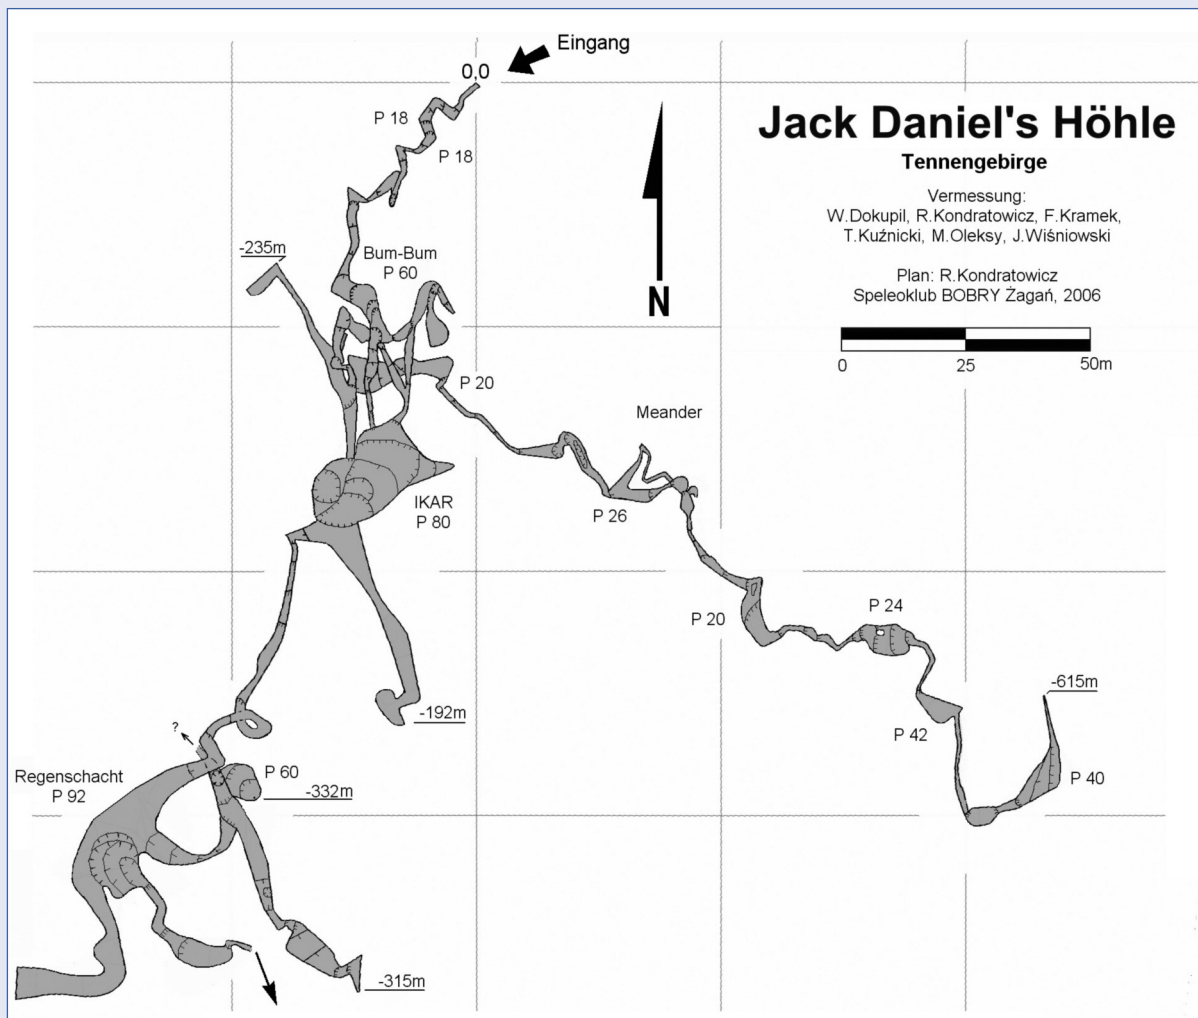 Eingang
0,0
Jack Daniel's Höhle
Tennengebirge
Vermessung:
W.Dokupil, R.Kondratowicz, F.Kramek,
T.Kuźnicki, M.Oleksy, J.Wiśniowski
Plan: R.Kondratowicz
Speleoklub BOBRY Żagań, 2006
0 25 50m
N
P 18
P 18
-235m
Bum-Bum
P 60
P 20
Meander
IKAR
P 80
P 26
P 20
P 24
-615m
P 42
P 40
-192m
?
Regenschacht
P 92
P 60
-332m
-315m